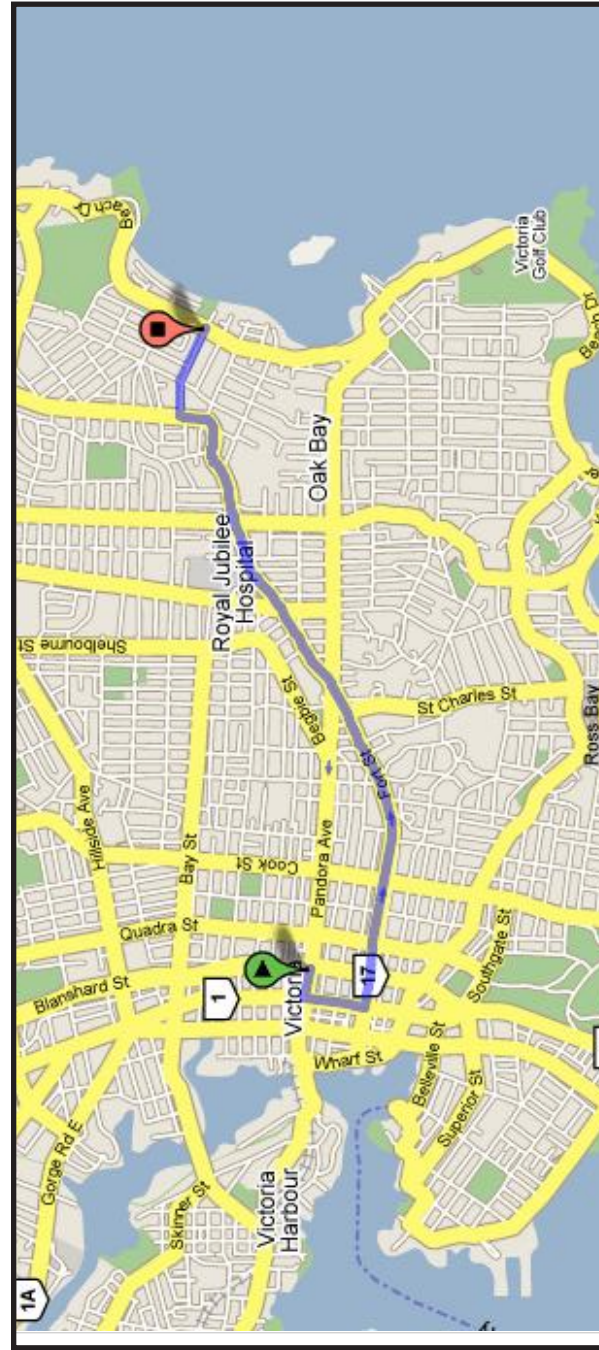 Beach Dr
Victoria
Golf Club
Beach Dr
Oak Bay
Royal Jubilee
Hospital
Shelbourne St
Begbie St
St Charles St
Ross Bay
Fort St
Hillside Ave
Cook St
Pandora Ave
Bay St
Quadra St
Southgate St
Blanshard St
1
Victoria
17
Wharf St
Belleville St
Superior St
Gorge Rd E
Skinner St
Victoria
Harbour
1A